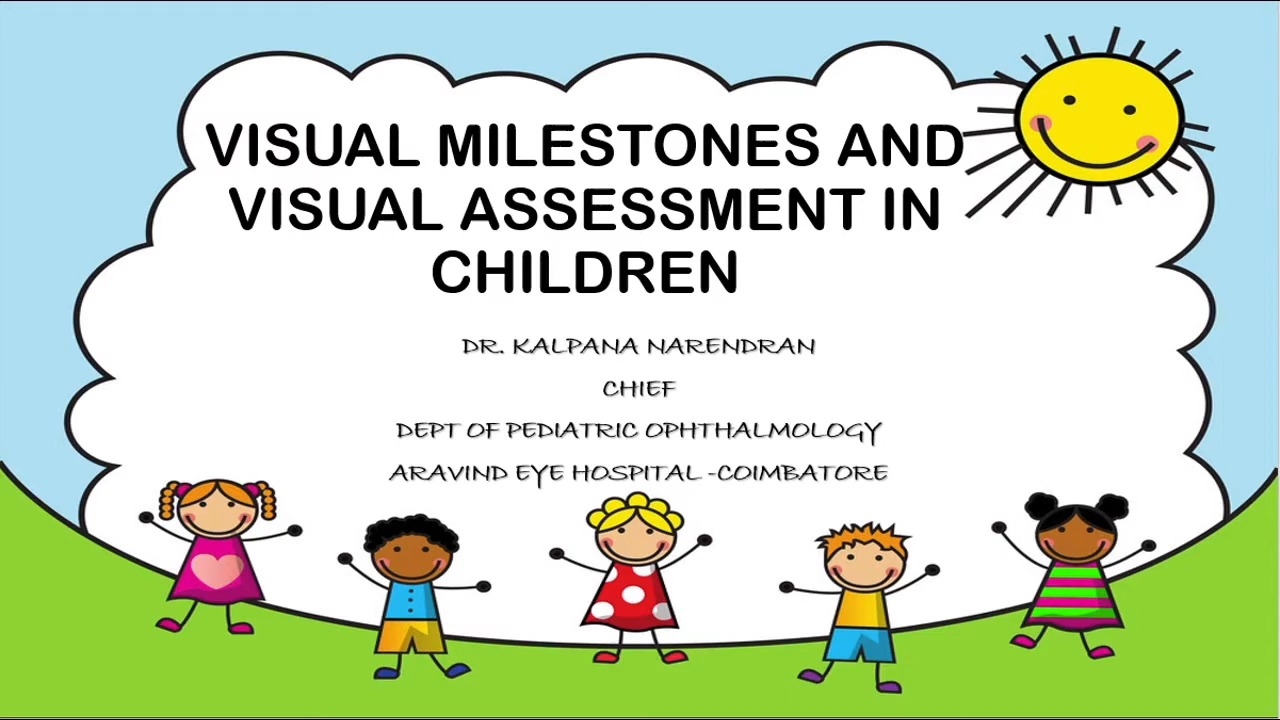 VISUAL MILESTONES AND
VISUAL ASSESSMENT IN
CHILDREN
DR. KALPANA NARENDRAN
CHIEF
DEPT OF PEDIATRIC OPHTHALMOLOGY
ARAVIND EYE HOSPITAL -COIMBATORE